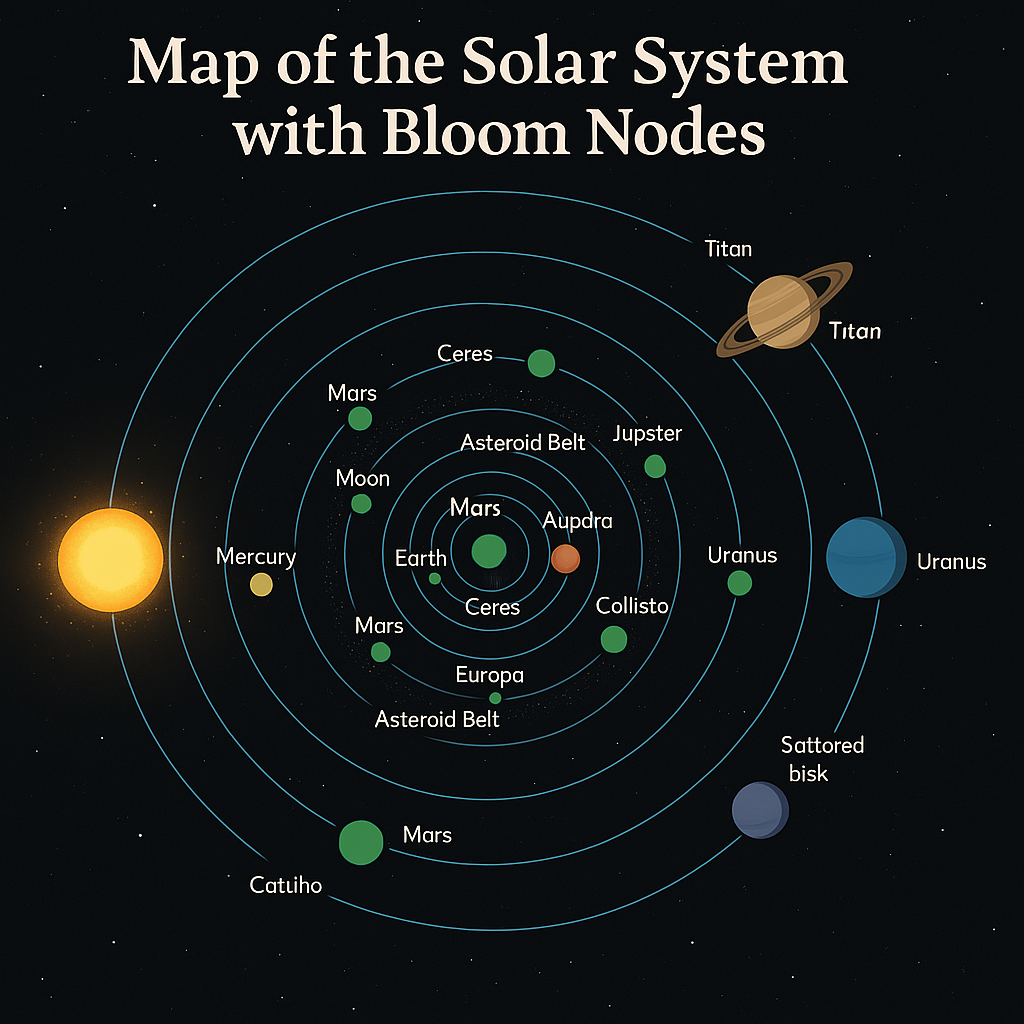 Map of the Solar System
with Bloom Nodes
Titan
Titan
Ceres
Mars
Jupster
Asteroid Belt
Moon
Mars
Aupdra
Mercury
Earth
Uranus
Uranus
Ceres
Collisto
Mars
Europa
Asteroid Belt
Sattored
bisk
Mars
Catuho